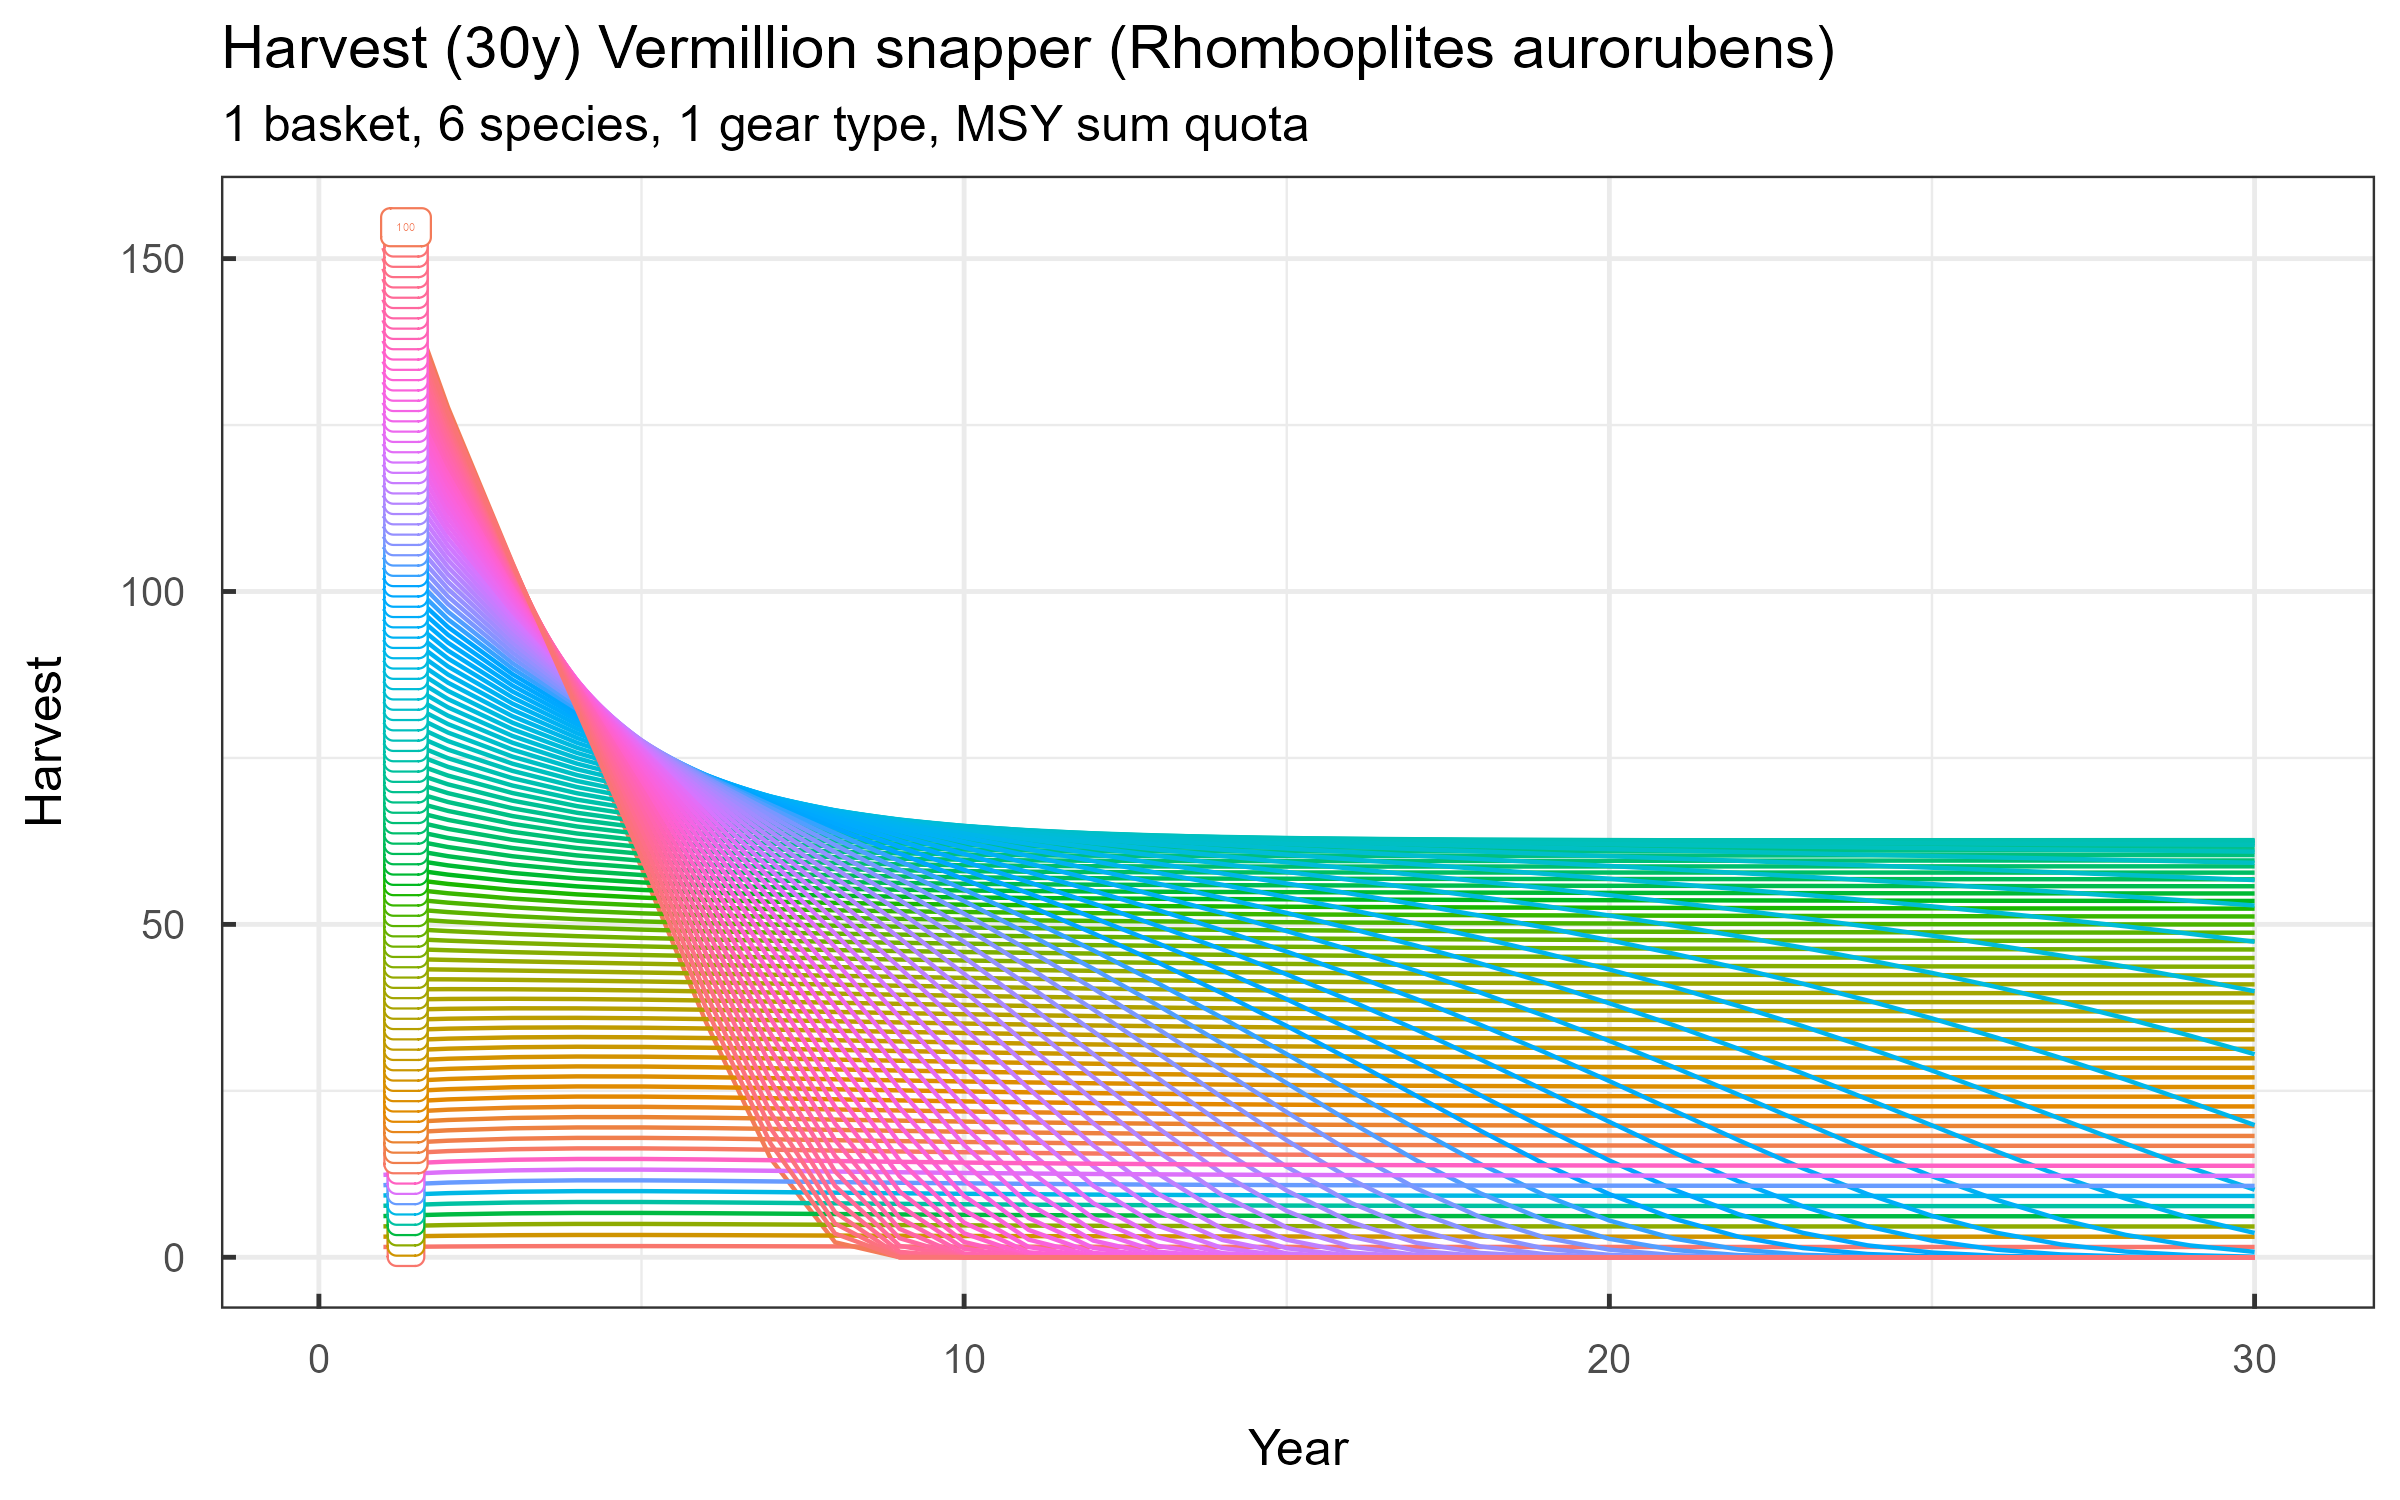 Harvest (30y) Vermillion snapper (Rhomboplites aurorubens)
1 basket, 6 species, 1 gear type, MSY sum quota
100
150
100
50
0
Harvest
0 10 20 30
Year